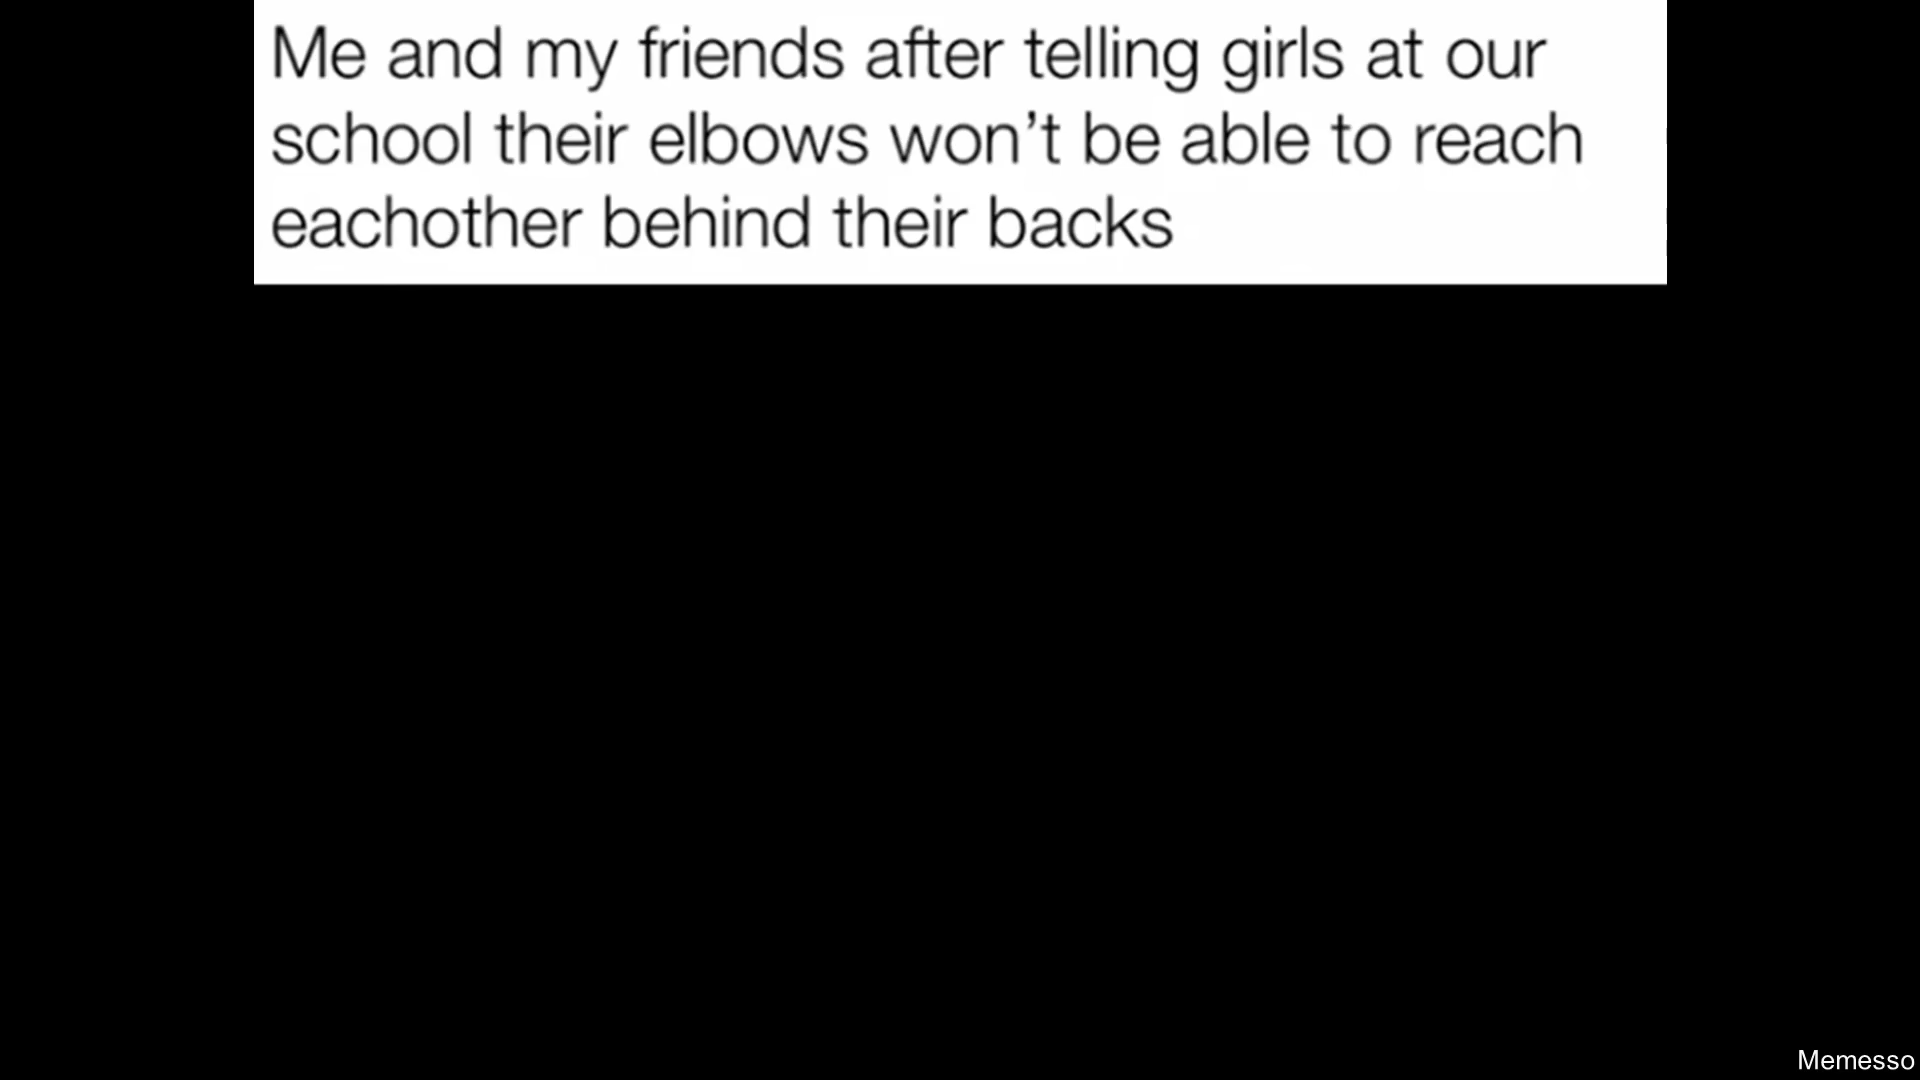 Me and my friends after telling girls at our
school their elbows won’t be able to reach
eachother behind their backs
Memesso